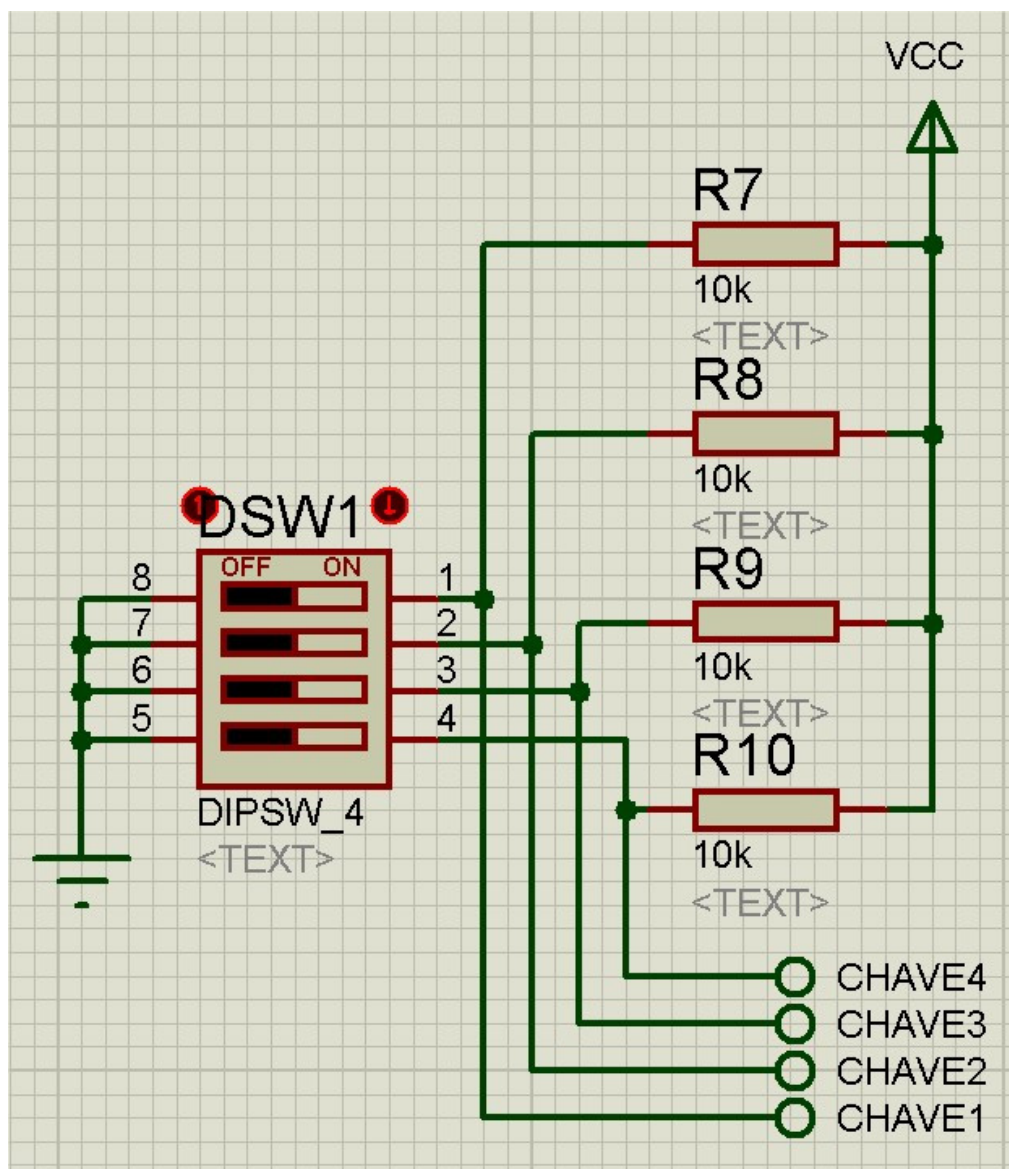 VCC
R7
10k
<TEXT>
R8
10k
<TEXT>
R9
10k
<TEXT>
R10
10k
<TEXT>
DSW1
OFF ON
8 1
7 2
6 3
5 4
DIPSW_4
<TEXT>
CHAVE4
CHAVE3
CHAVE2
CHAVE1